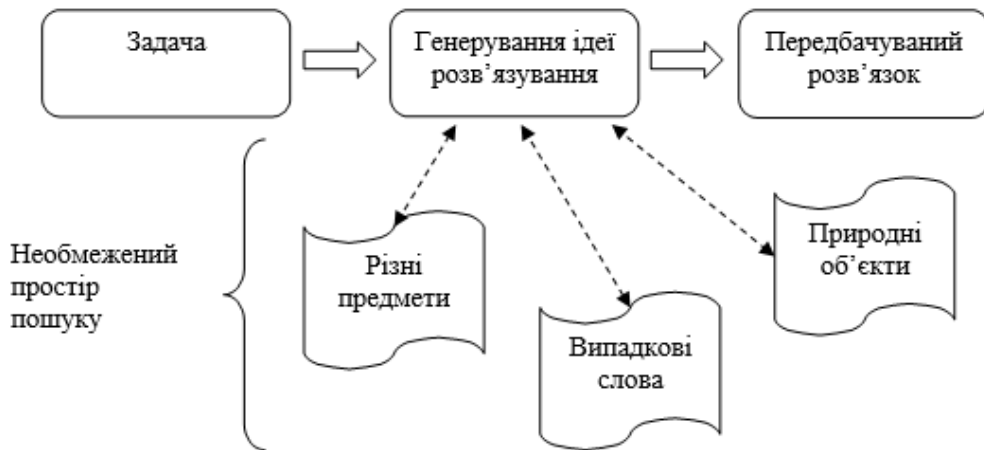 Задача
Генерування ідеї
розв’язування
Передбачуваний
розв’язок
Необмежений
простір
пошуку
Різні
предмети
Випадкові
слова
Природні
об’єкти